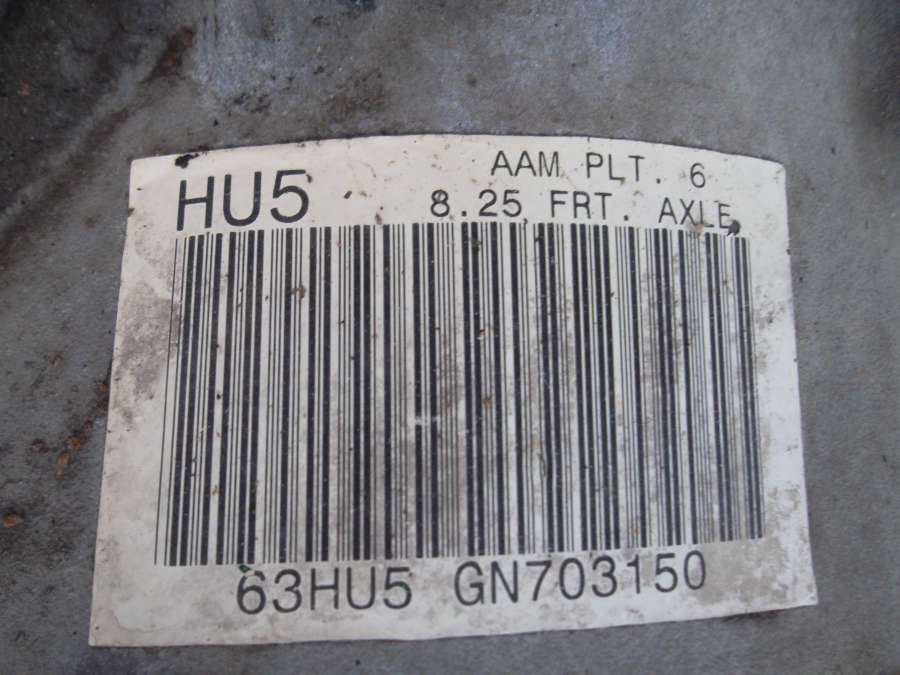 HU5
AAM PLT. 6
8.25 FRT. AXLE
63HU5 GN703150